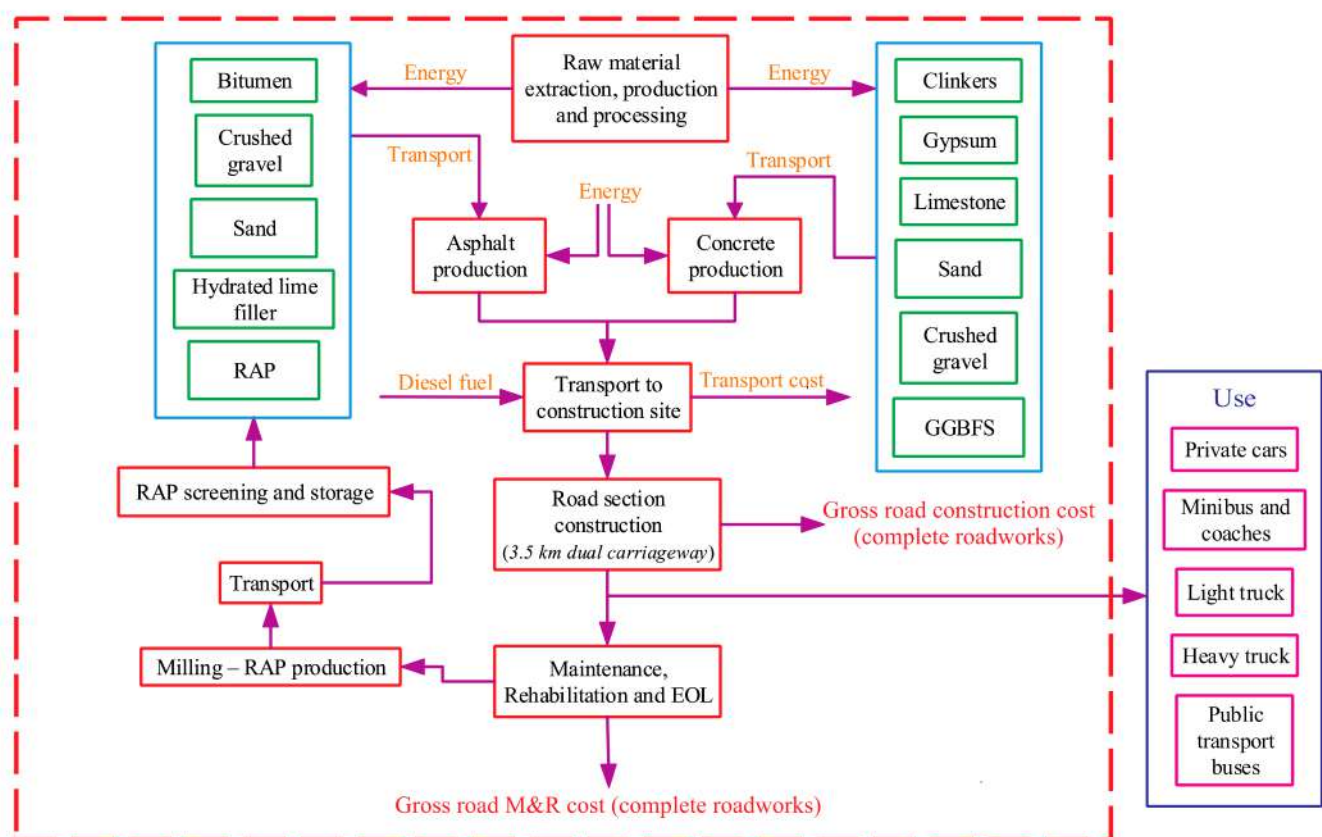 Bitumen
Crushed
gravel
Sand
Hydrated lime
filler
RAP
Energy
Raw material
extraction, production
and processing
Energy
Transport
Energy
Transport
Asphalt
production
Concrete
production
Clinkers
Gypsum
Limestone
Sand
Crushed
gravel
GGBFS
Diesel fuel
Transport to
construction site
Transport cost
RAP screening and storage
Road section
construction
(3.5 km dual carriageway)
Gross road construction cost
(complete roadworks)
Transport
Milling – RAP production
Maintenance,
Rehabilitation and EOL
Gross road M&R cost (complete roadworks)
Use
Private cars
Minibus and
coaches
Light truck
Heavy truck
Public
transport
buses